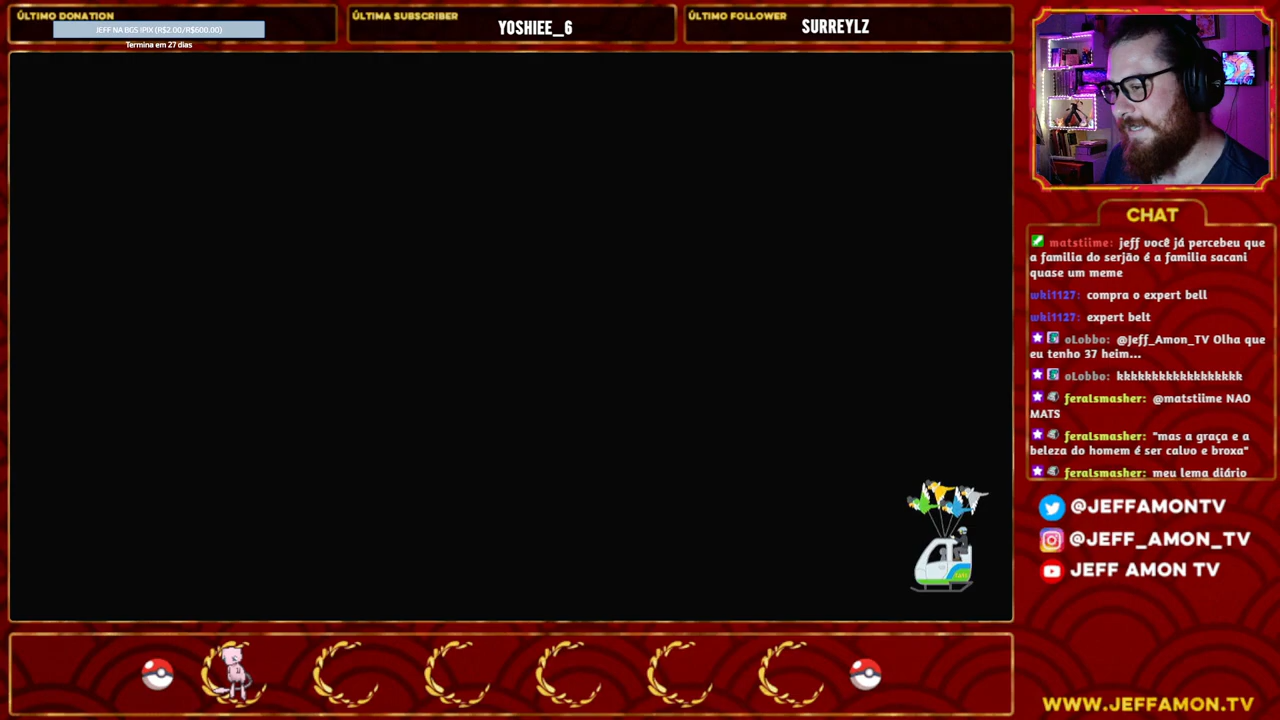 ÚLTIMO DONATION
JEFF NA BGS !PIX (R$2.00/R$600.00)
Termina em 27 dias
ÚLTIMA SUBSCRIBER
YOSHIEE_6
ÚLTIMO FOLLOWER
SURREYLZ
CHAT
matstiime: jeff você já percebeu que
a familia do serjão é a familia sacani
quase um meme
wki1127: compra o expert bell
wki1127: expert belt
oLobbo: @Jeff_Amon_TV Olha que
eu tenho 37 heim...
oLobbo: kkkkkkkkkkkkkkkkkk
feralsmasher: @matstiime NAO
MATS
feralsmasher: "mas a graça e a
beleza do homem é ser calvo e broxa"
feralsmasher: meu lema diário
@JEFFAMONTV
@JEFF_AMON_TV
JEFF AMON TV
WWW.JEFFAMON.TV